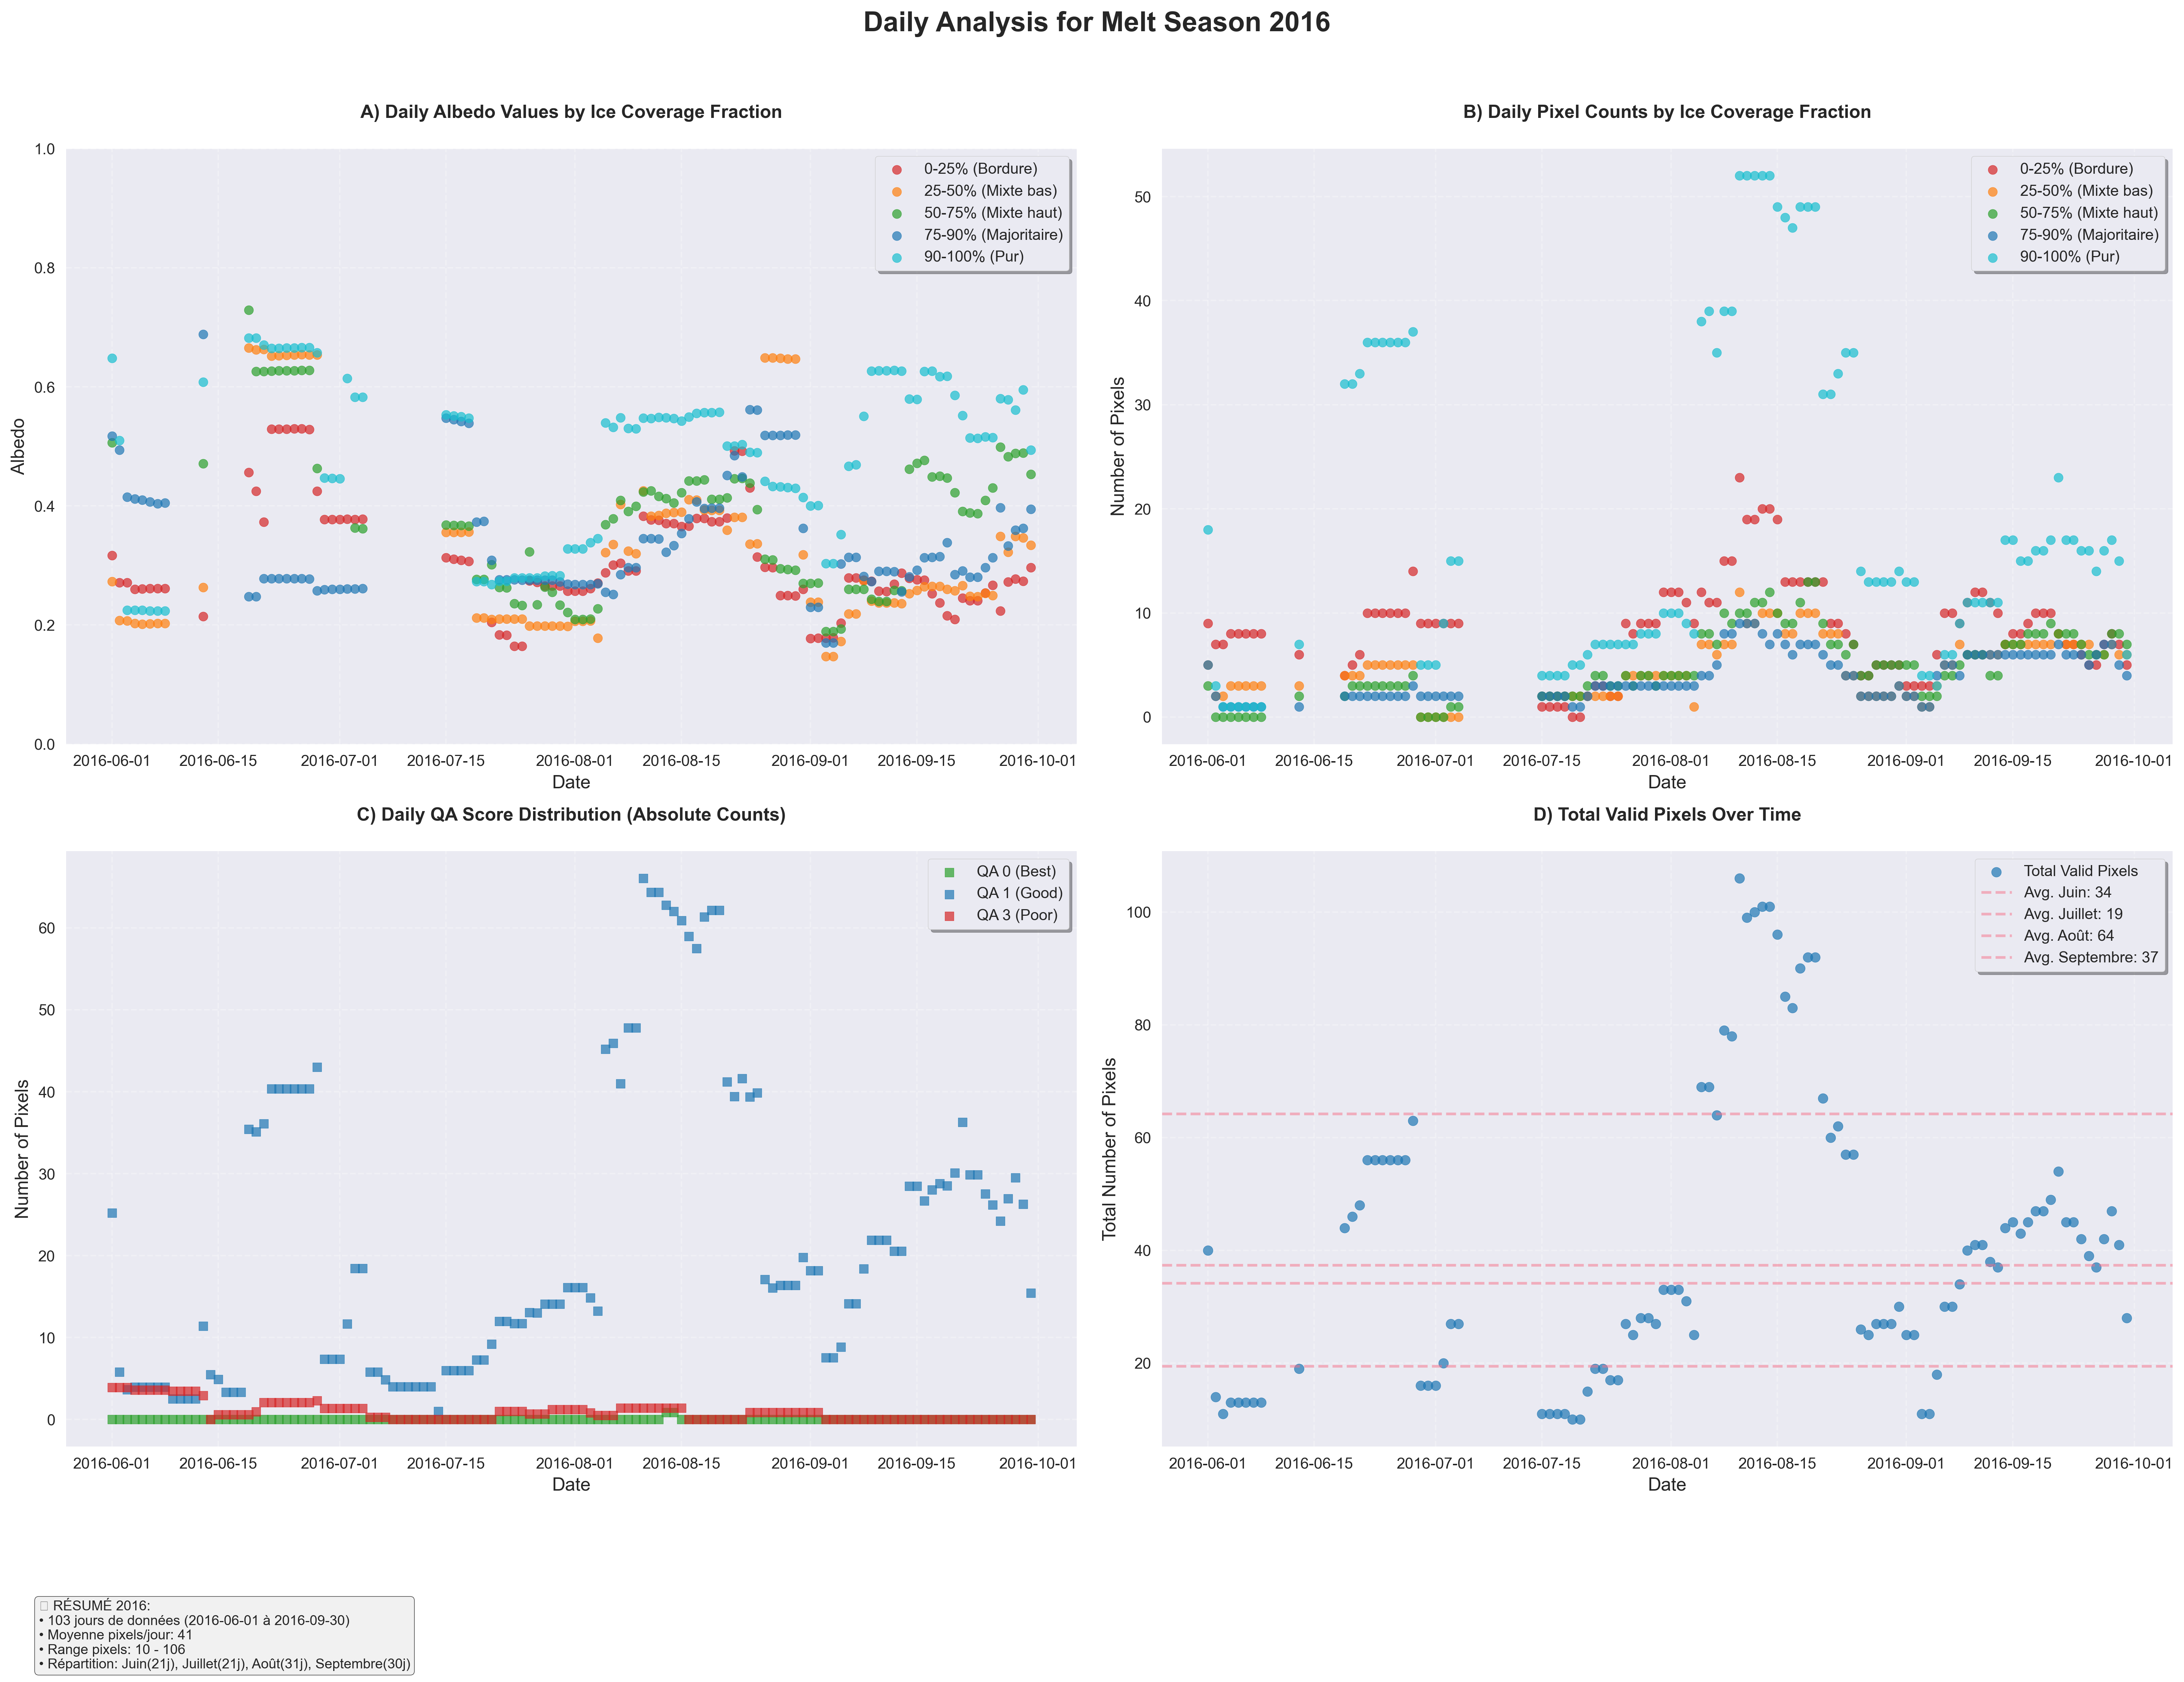 Daily Analysis for Melt Season 2016
A) Daily Albedo Values by Ice Coverage Fraction
1.0
0.8
0.6
0.4
0.2
0.0
Albedo
0-25% (Bordure)
25-50% (Mixte bas)
50-75% (Mixte haut)
75-90% (Majoritaire)
90-100% (Pur)
2016-06-01 2016-06-15 2016-07-01 2016-07-15 2016-08-01 2016-08-15 2016-09-01 2016-09-15 2016-10-01
Date
B) Daily Pixel Counts by Ice Coverage Fraction
50
40
30
20
10
0
Number of Pixels
0-25% (Bordure)
25-50% (Mixte bas)
50-75% (Mixte haut)
75-90% (Majoritaire)
90-100% (Pur)
2016-06-01 2016-06-15 2016-07-01 2016-07-15 2016-08-01 2016-08-15 2016-09-01 2016-09-15 2016-10-01
Date
C) Daily QA Score Distribution (Absolute Counts)
60
50
40
30
20
10
0
Number of Pixels
QA 0 (Best)
QA 1 (Good)
QA 3 (Poor)
2016-06-01 2016-06-15 2016-07-01 2016-07-15 2016-08-01 2016-08-15 2016-09-01 2016-09-15 2016-10-01
Date
D) Total Valid Pixels Over Time
100
80
60
40
20
Total Number of Pixels
Total Valid Pixels
Avg. Juin: 34
Avg. Juillet: 19
Avg. Août: 64
Avg. Septembre: 37
2016-06-01 2016-06-15 2016-07-01 2016-07-15 2016-08-01 2016-08-15 2016-09-01 2016-09-15 2016-10-01
Date
RÉSUMÉ 2016:
• 103 jours de données (2016-06-01 à 2016-09-30)
• Moyenne pixels/jour: 41
• Range pixels: 10 - 106
• Répartition: Juin(21j), Juillet(21j), Août(31j), Septembre(30j)